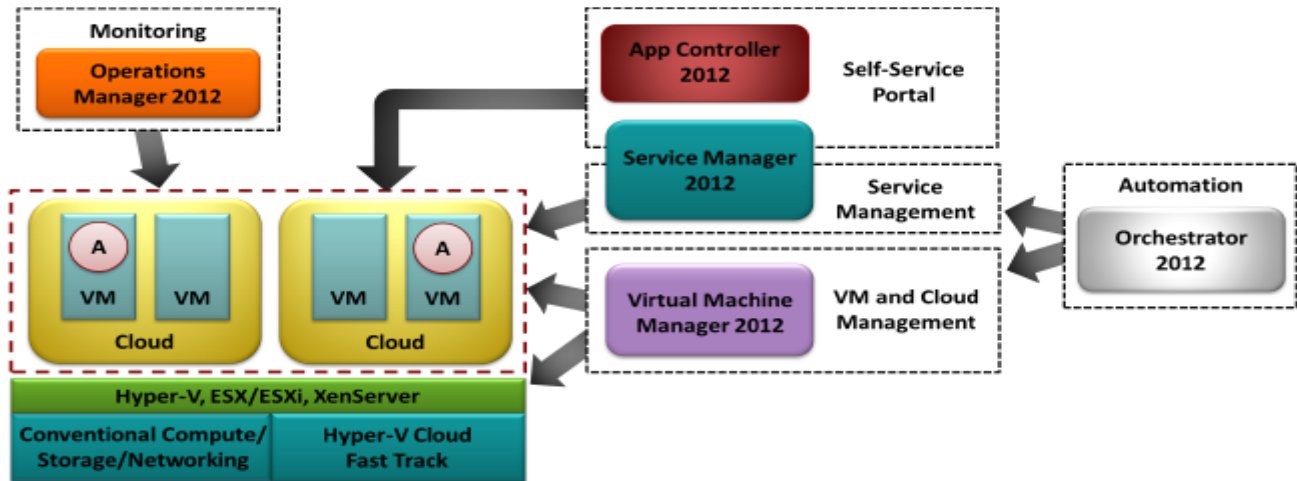 Monitoring
Operations
Manager 2012
App Controller
2012
Self-Service
Portal
Service Manager
2012
Service
Management
Automation
Orchestrator
2012
A
VM
VM
Cloud
VM
A
VM
Cloud
Virtual Machine
Manager 2012
VM and Cloud
Management
Hyper-V, ESX/ESXi, XenServer
Conventional Compute/
Storage/Networking
Hyper-V Cloud
Fast Track